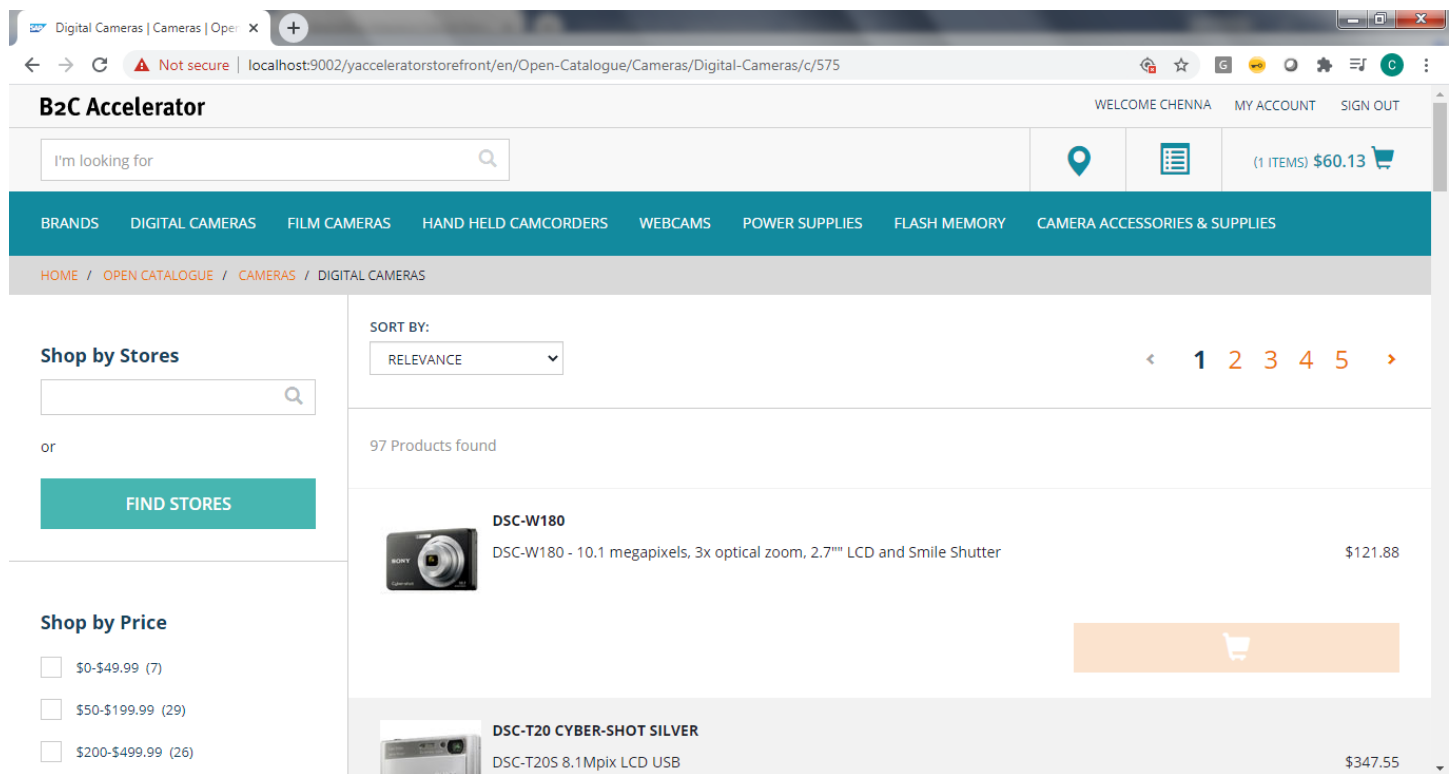 Digital Cameras | Cameras | Oper
Not secure | localhost:9002/yacceleratorstorefront/en/Open-Catalogue/Cameras/Digital-Cameras/c/575
G
C
B2C Accelerator
WELCOME CHENNA MY ACCOUNT SIGN OUT
I'm looking for
(1 ITEMS) $60.13
BRANDS DIGITAL CAMERAS FILM CAMERAS HAND HELD CAMCORDERS WEBCAMS POWER SUPPLIES FLASH MEMORY CAMERA ACCESSORIES & SUPPLIES
HOME / OPEN CATALOGUE / CAMERAS / DIGITAL CAMERAS
Shop by Stores
or
FIND STORES
Shop by Price
$0-$49.99 (7)
$50-$199.99 (29)
$200-$499.99 (26)
SORT BY:
RELEVANCE
< 1 2 3 4 5 >
97 Products found
SONY
DSC-W180
DSC-W180 - 10.1 megapixels, 3x optical zoom, 2.7"" LCD and Smile Shutter
$121.88
DSC-T20 CYBER-SHOT SILVER
DSC-T20S 8.1Mpix LCD USB
$347.55